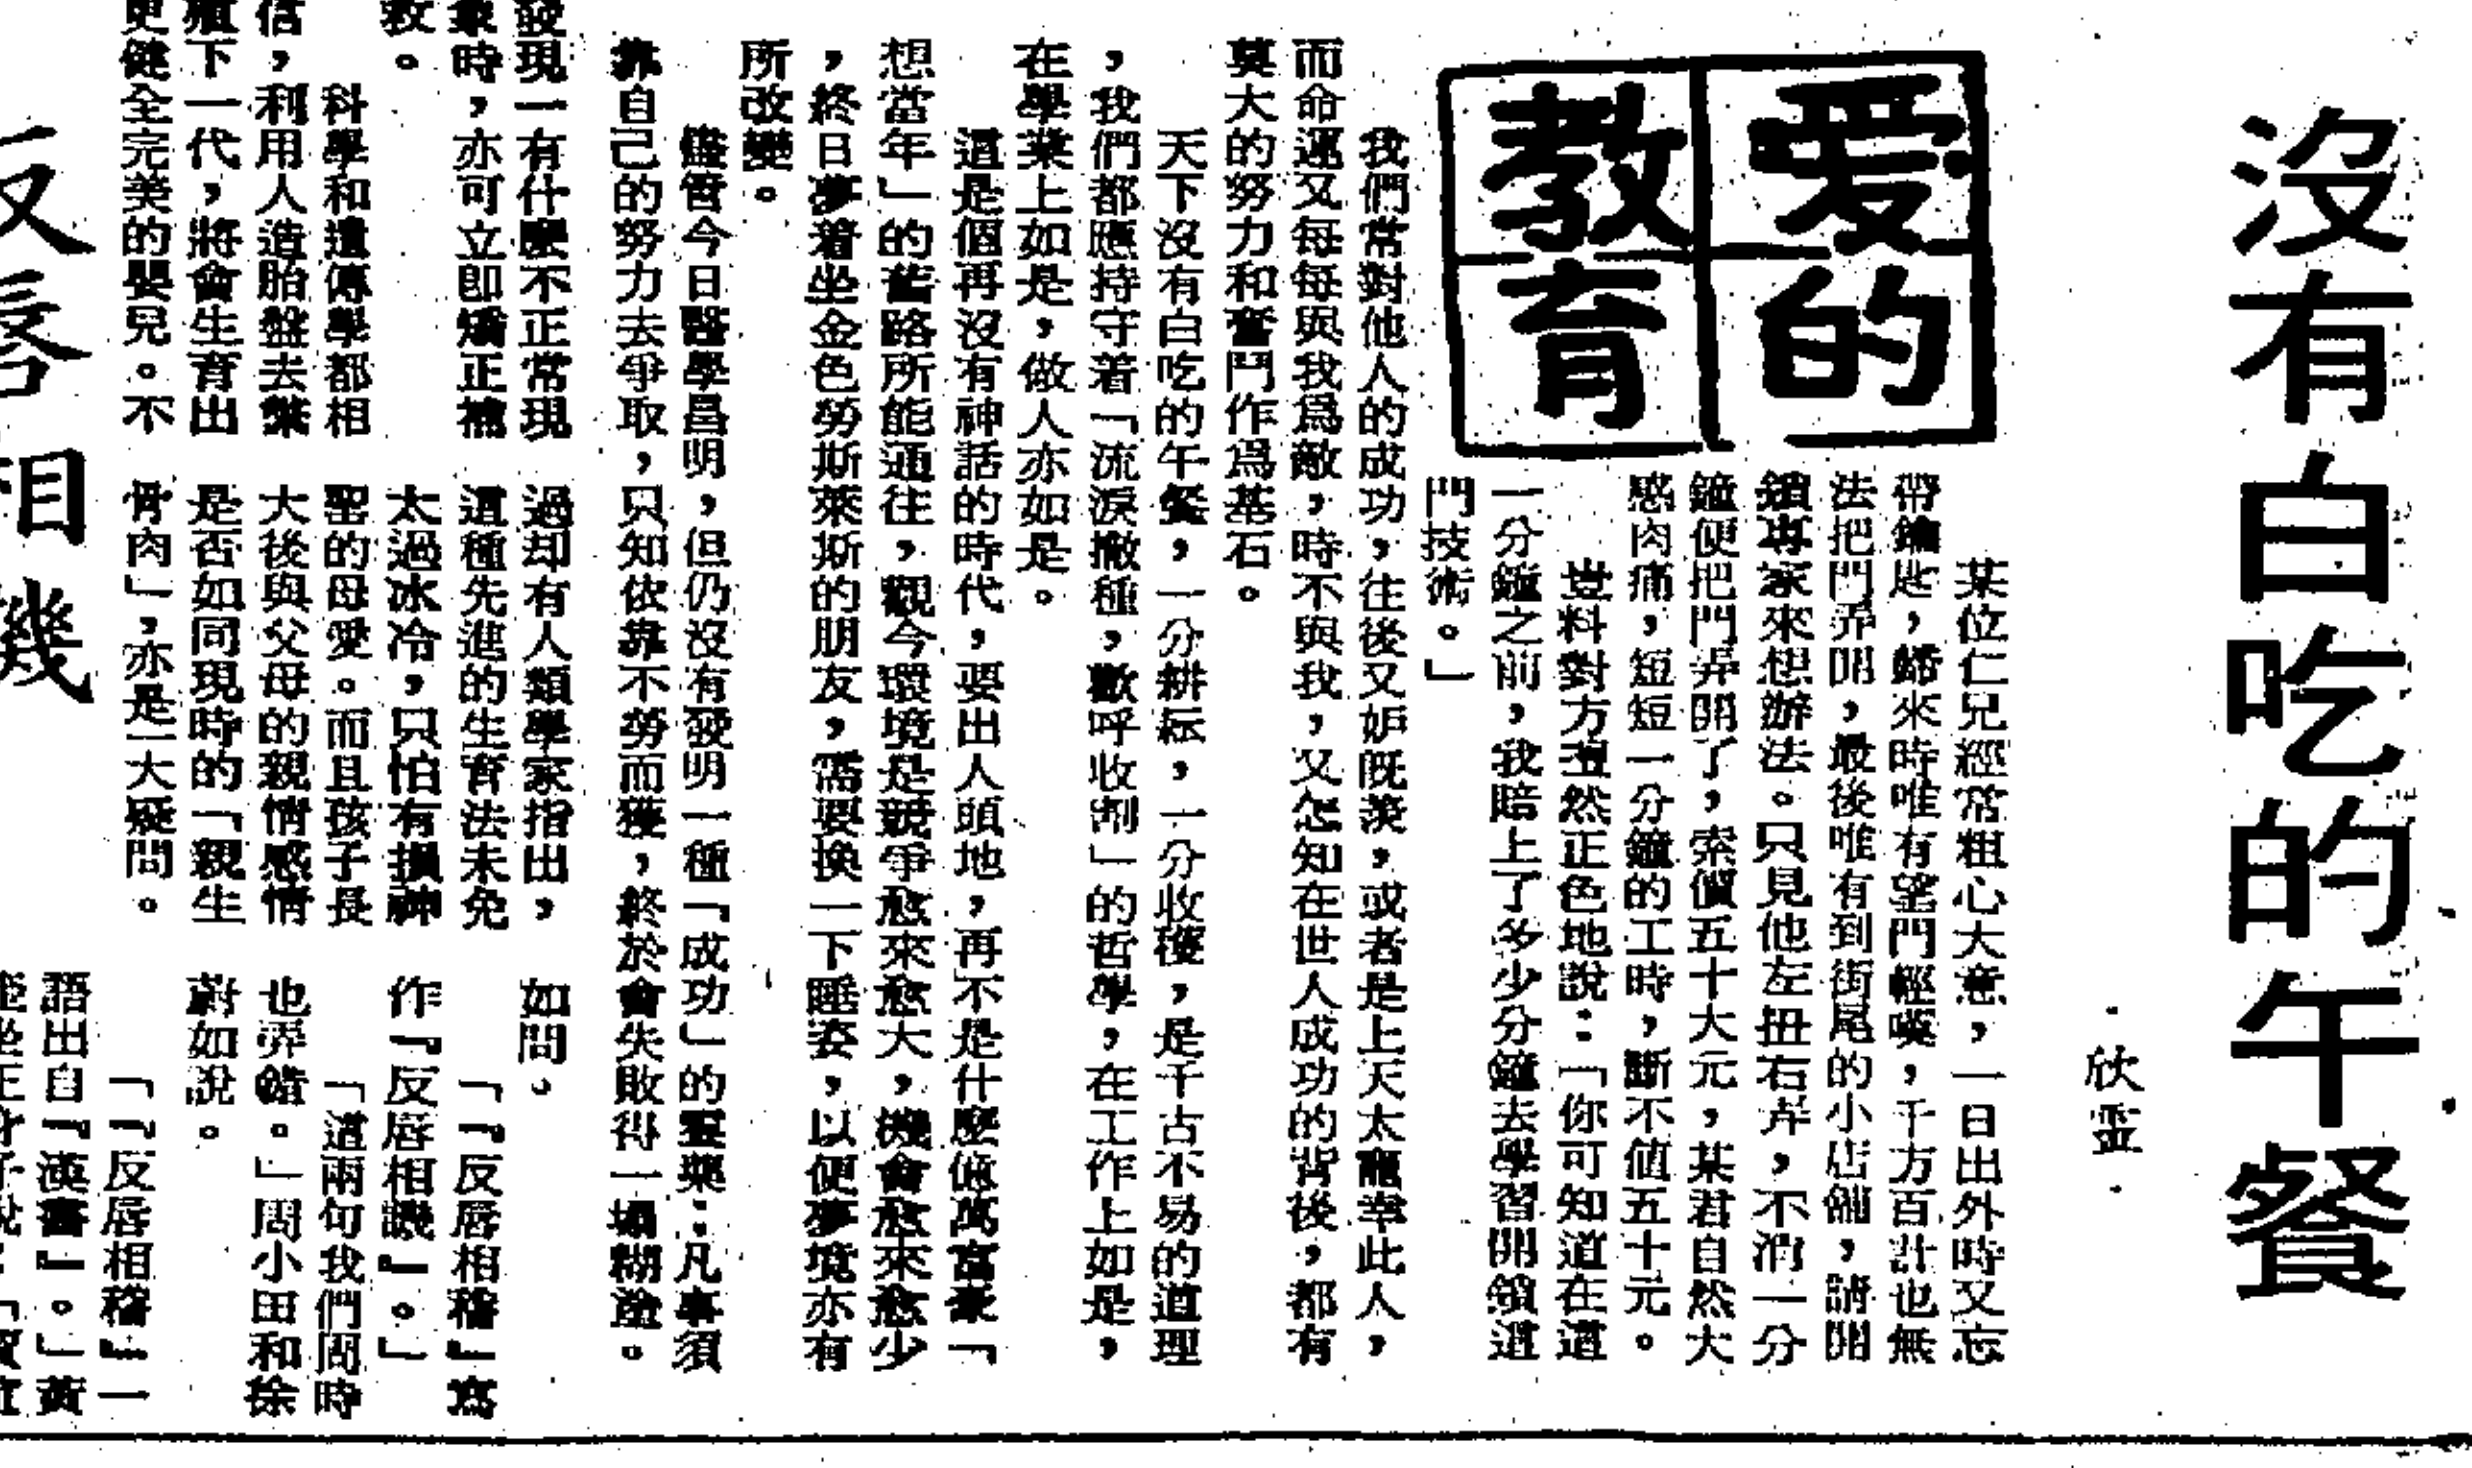 沒有白吃的午餐
·欣盃·
愛的
教育
某位仁兄經常粗心大意，一日出外時又忘
帶鑰匙，歸來時唯有望門輕嘆，千方百計也無
法把門弄開，最後唯有到街尾的小店舖，請開
鎖專家來想辦法。只見他左扭右弄，不消一分
鐘便把門弄開了，索價五十大元，某君自然大
感肉痛，短短一分鐘的工時，斷不值五十元。
豈料對方正色地說：「你可知道在這
一分鐘之前，我賠上了多少分鐘去學習開鎖這
門技術。」
我們常對他人的成功，往後又妒既羨，或者是上天太寵幸此人，
而命運又每每與我為敵，時不與我，又怎知在世人成功的背後，都有
莫大的努力和奮鬥作為基石。
天下沒有白吃的午餐，一分耕耘，一分收穫，是千古不易的道理
，我們都應持守着「流淚撒種，歡呼收割」的哲學，在工作上如是，
在學業上如是，做人亦如是。
這是個再沒有神話的時代，要出人頭地，再不是什麼億萬富豪「
想當年」的舊路所能通往，觀今環境是競爭愈來愈大，機會愈來愈少
，終日夢着坐金色勞斯萊斯的朋友，需要換一下睡姿，以便夢境亦有
所改變。
儘管今日醫學昌明，但仍沒有發明一種「成功」的靈藥：凡事須
靠自己的努力去爭取，只知依靠不勞而獲，終於會失敗得一塌糊塗。
發現一有什麼不正常現
象時，亦可立即矯正補
救。
科學和遺傳學都相
信，利用人造胎盤去繁
殖下一代，將會生育出
更健全完美的嬰兒。不
過却有人類學家指出，
這種先進的生育法未免
太過冰冷，只怕有損神
聖的母愛。而且孩子長
大後與父母的親情感情
是否如同現時的「親生
骨肉」，亦是一大疑問。
反唇相機
如問。
「『反唇相稽』寫
作『反唇相譏』。」
「這兩句我們問時
也弄錯。」周小田和徐
蔚如說。
「『反唇相稽』一
語出自『漢書』。」黃